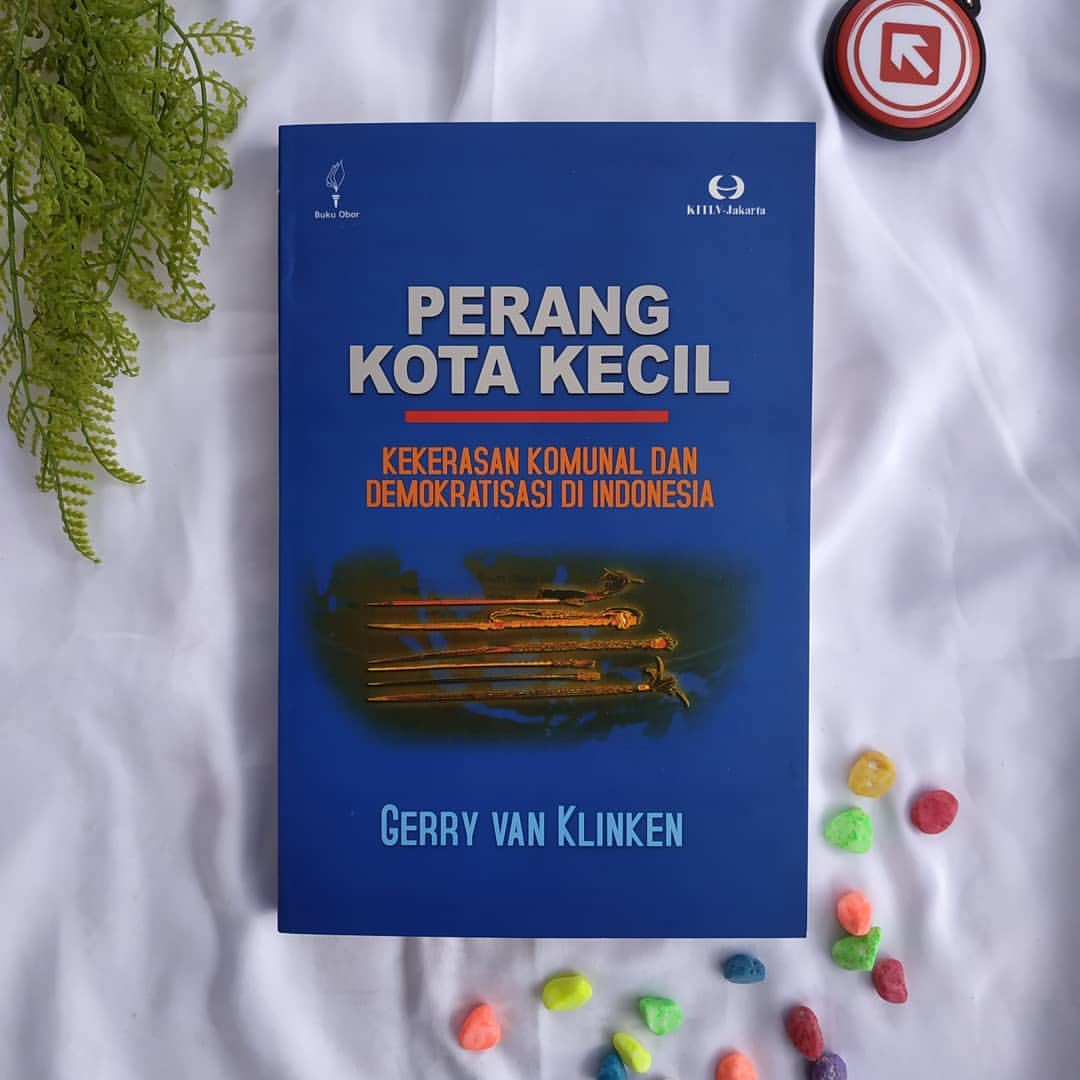 Buku Obor
KITLV-Jakarta
PERANG
KOTA KECIL
KEKERASAN KOMUNAL DAN
DEMOKRATISASI DI INDONESIA
GERRY VAN KLINKEN